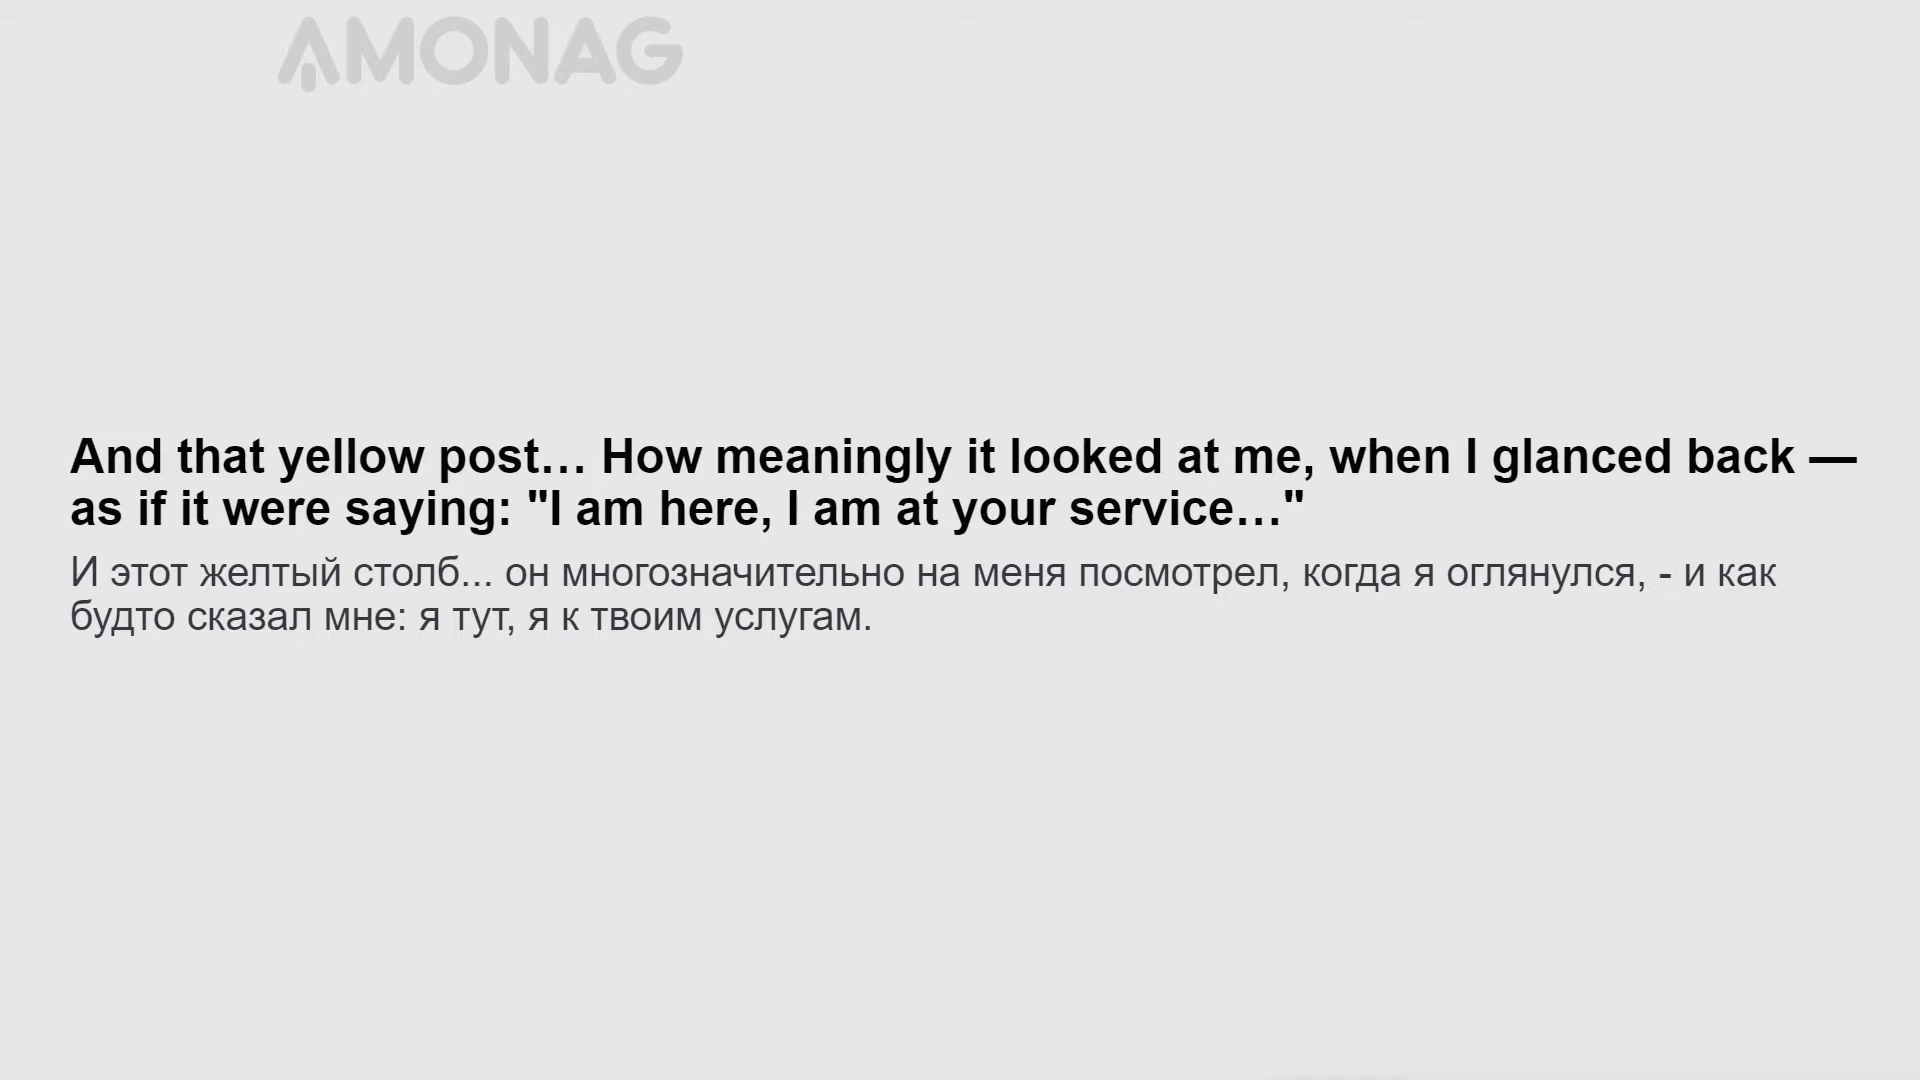 AMONAG
And that yellow post… How meaningly it looked at me, when I glanced back —
as if it were saying: "I am here, I am at your service…"
И этот желтый столб... он многозначительно на меня посмотрел, когда я оглянулся, - и как
будто сказал мне: я тут, я к твоим услугам.